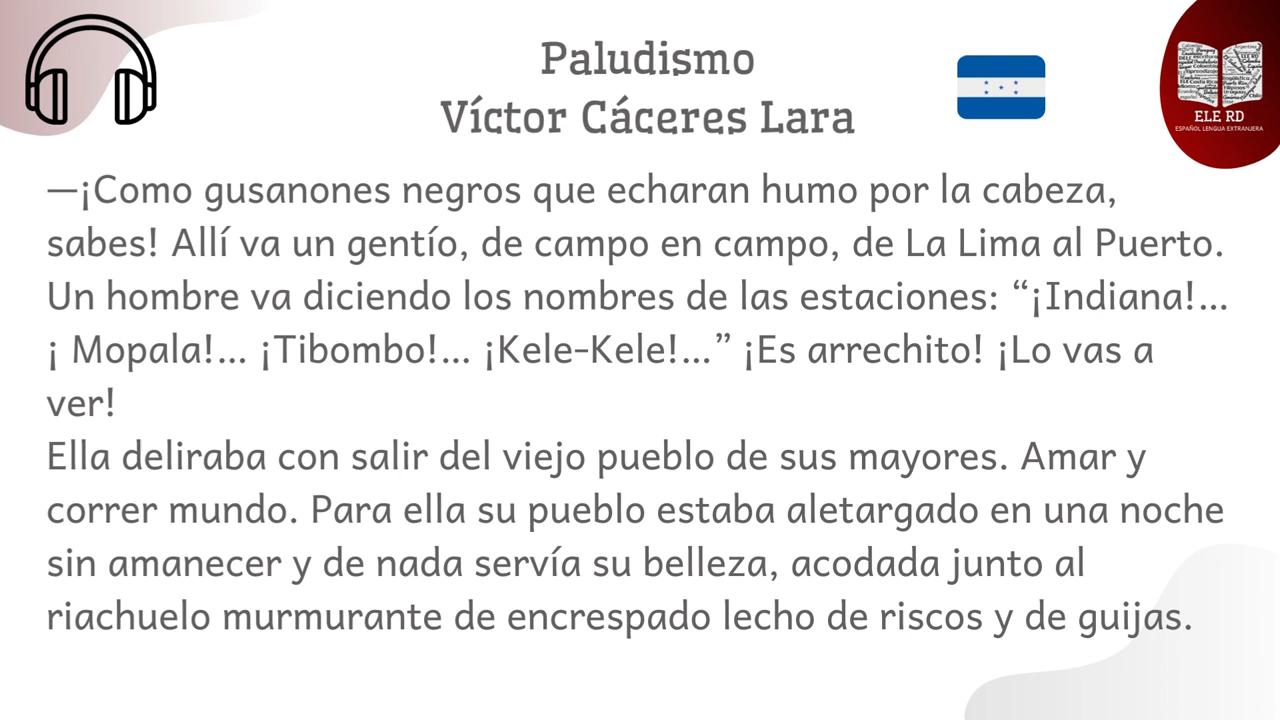 Paludismo
Víctor Cáceres Lara
ELE RD
ESPAÑOL LENGUA EXTRANJERA
—¡Como gusanones negros que echaran humo por la cabeza,
sabes! Allí va un gentío, de campo en campo, de La Lima al Puerto.
Un hombre va diciendo los nombres de las estaciones: “¡Indiana!...
¡ Mopala!... ¡Tibombo!... ¡Kele-Kele!...” ¡Es arrechito! ¡Lo vas a
ver!
Ella deliraba con salir del viejo pueblo de sus mayores. Amar y
correr mundo. Para ella su pueblo estaba aletargado en una noche
sin amanecer y de nada servía su belleza, acodada junto al
riachuelo murmurante de encrespado lecho de riscos y de guijas.